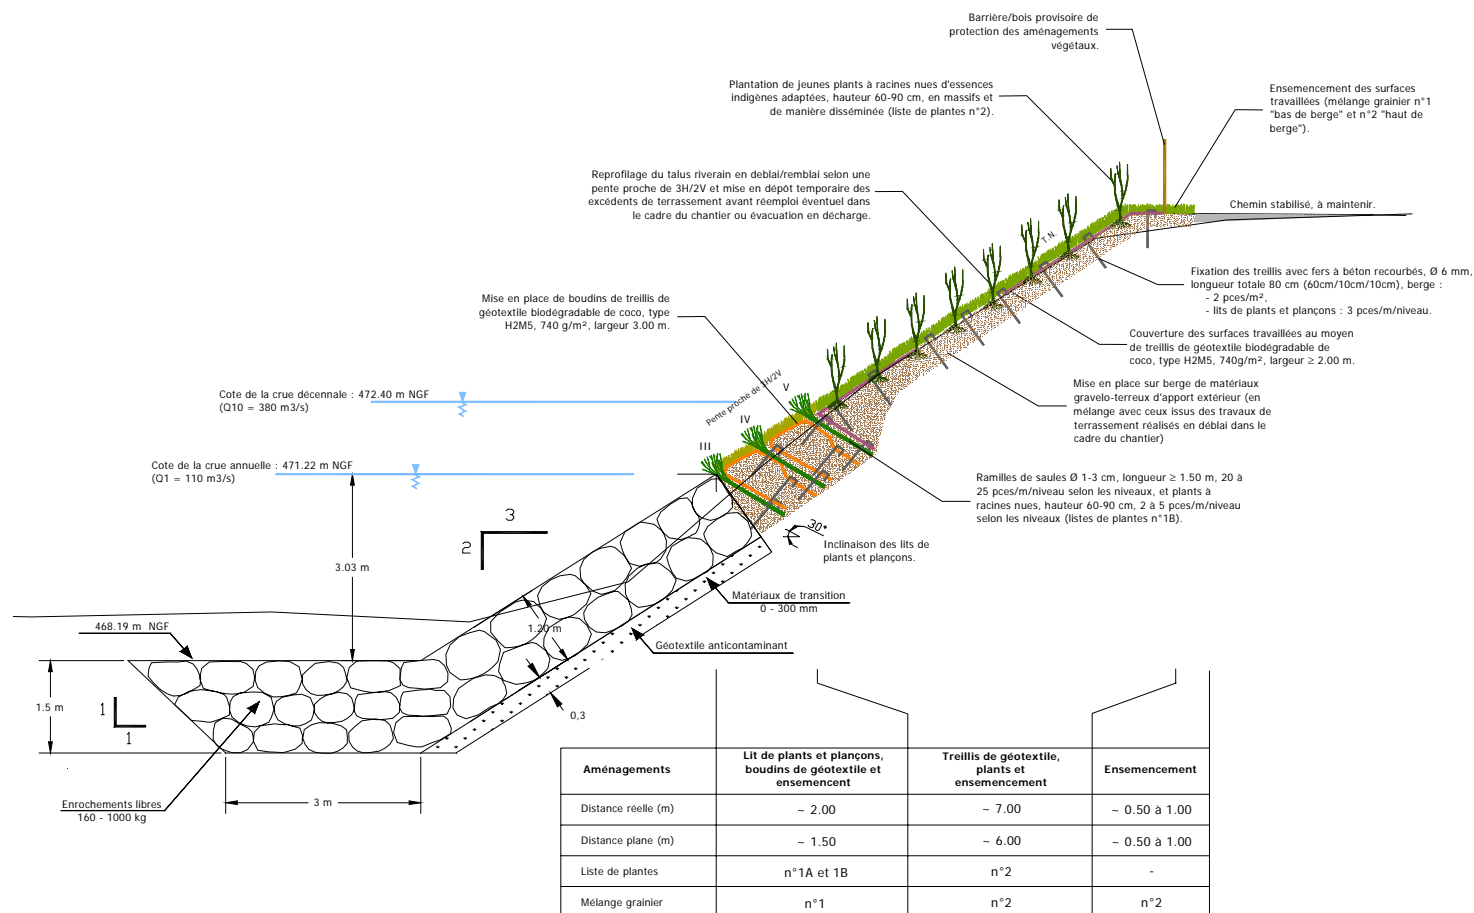 Barrière/bois provisoire de
protection des aménagements
végétaux.
Plantation de jeunes plants à racines nues d'essences
indigènes adaptées, hauteur 60-90 cm, en massifs et
de manière disséminée (liste de plantes n°2).
Ensemencement des surfaces
travaillées (mélange grainier n°1
"bas de berge" et n°2 "haut de
berge").
Reprofilage du talus riverain en deblai/remblai selon une
pente proche de 3H/2V et mise en dépôt temporaire des
excédents de terrassement avant réemploi éventuel dans
le cadre du chantier ou évacuation en décharge.
Chemin stabilisé, à maintenir.
T.N.
Fixation des treillis avec fers à béton recourbés, Ø 6 mm,
longueur totale 80 cm (60cm/10cm/10cm), berge :
- 2 pces/m²,
- lits de plants et plançons : 3 pces/m/niveau.
Mise en place de boudins de treillis de
géotextile biodégradable de coco, type
H2M5, 740 g/m², largeur 3.00 m.
Couverture des surfaces travaillées au moyen
de treillis de géotextile biodégradable de
coco, type H2M5, 740g/m², largeur ≥ 2.00 m.
Mise en place sur berge de matériaux
gravelo-terreux d'apport extérieur (en
mélange avec ceux issus des travaux de
terrassement réalisés en déblai dans le
cadre du chantier)
Cote de la crue décennale : 472.40 m NGF
(Q10 = 380 m3/s)
Pente proche de 3H/2V
V
IV
III
Cote de la crue annuelle : 471.22 m NGF
(Q1 = 110 m3/s)
Ramilles de saules Ø 1-3 cm, longueur ≥ 1.50 m, 20 à
25 pces/m/niveau selon les niveaux, et plants à
racines nues, hauteur 60-90 cm, 2 à 5 pces/m/niveau
selon les niveaux (listes de plantes n°1B).
3
2
30°
Inclinaison des lits de
plants et plançons.
3.03 m
Matériaux de transition
0 - 300 mm
468.19 m NGF
1.20 m
Géotextile anticontaminant
1.5 m
1
1
0,3
3 m
Enrochements libres
160 - 1000 kg
Aménagements
Lit de plants et plançons,
boudins de géotextile et
ensemencent
Treillis de géotextile,
plants et
ensemencement
Ensemencement
Distance réelle (m) ~ 2.00 ~ 7.00 ~ 0.50 à 1.00
Distance plane (m) ~ 1.50 ~ 6.00 ~ 0.50 à 1.00
Liste de plantes n°1A et 1B n°2 -
Mélange grainier n°1 n°2 n°2